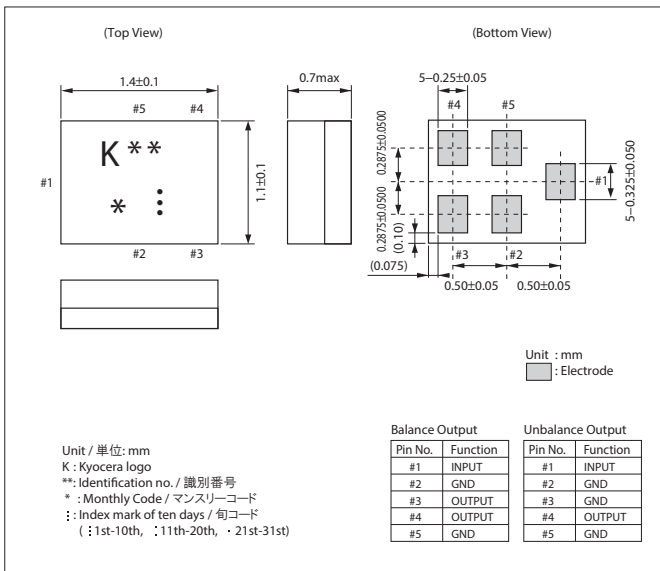 (Top View)
(Bottom View)
1.4±0.1
#5
#4
K**
*
#1
#2
#3
1.1±0.1
0.7max
5−0.25±0.05
#4
#5
0.2875±0.0500
0.2875±0.0500
(0.10)
(0.075)
#1
5−0.325±0.050
#3
#2
0.50±0.05
0.50±0.05
Unit : mm
: Electrode
Unit / 単位: mm
K : Kyocera logo
**: Identification no. / 識別番号
* : Monthly Code / マンスリーコード
⋮ : Index mark of ten days / 旬コード
( ⋮ 1st-10th, : 11th-20th, ・ 21st-31st)
Balance Output
Pin No. Function
#1 INPUT
#2 GND
#3 OUTPUT
#4 OUTPUT
#5 GND
Unbalance Output
Pin No. Function
#1 INPUT
#2 GND
#3 GND
#4 OUTPUT
#5 GND